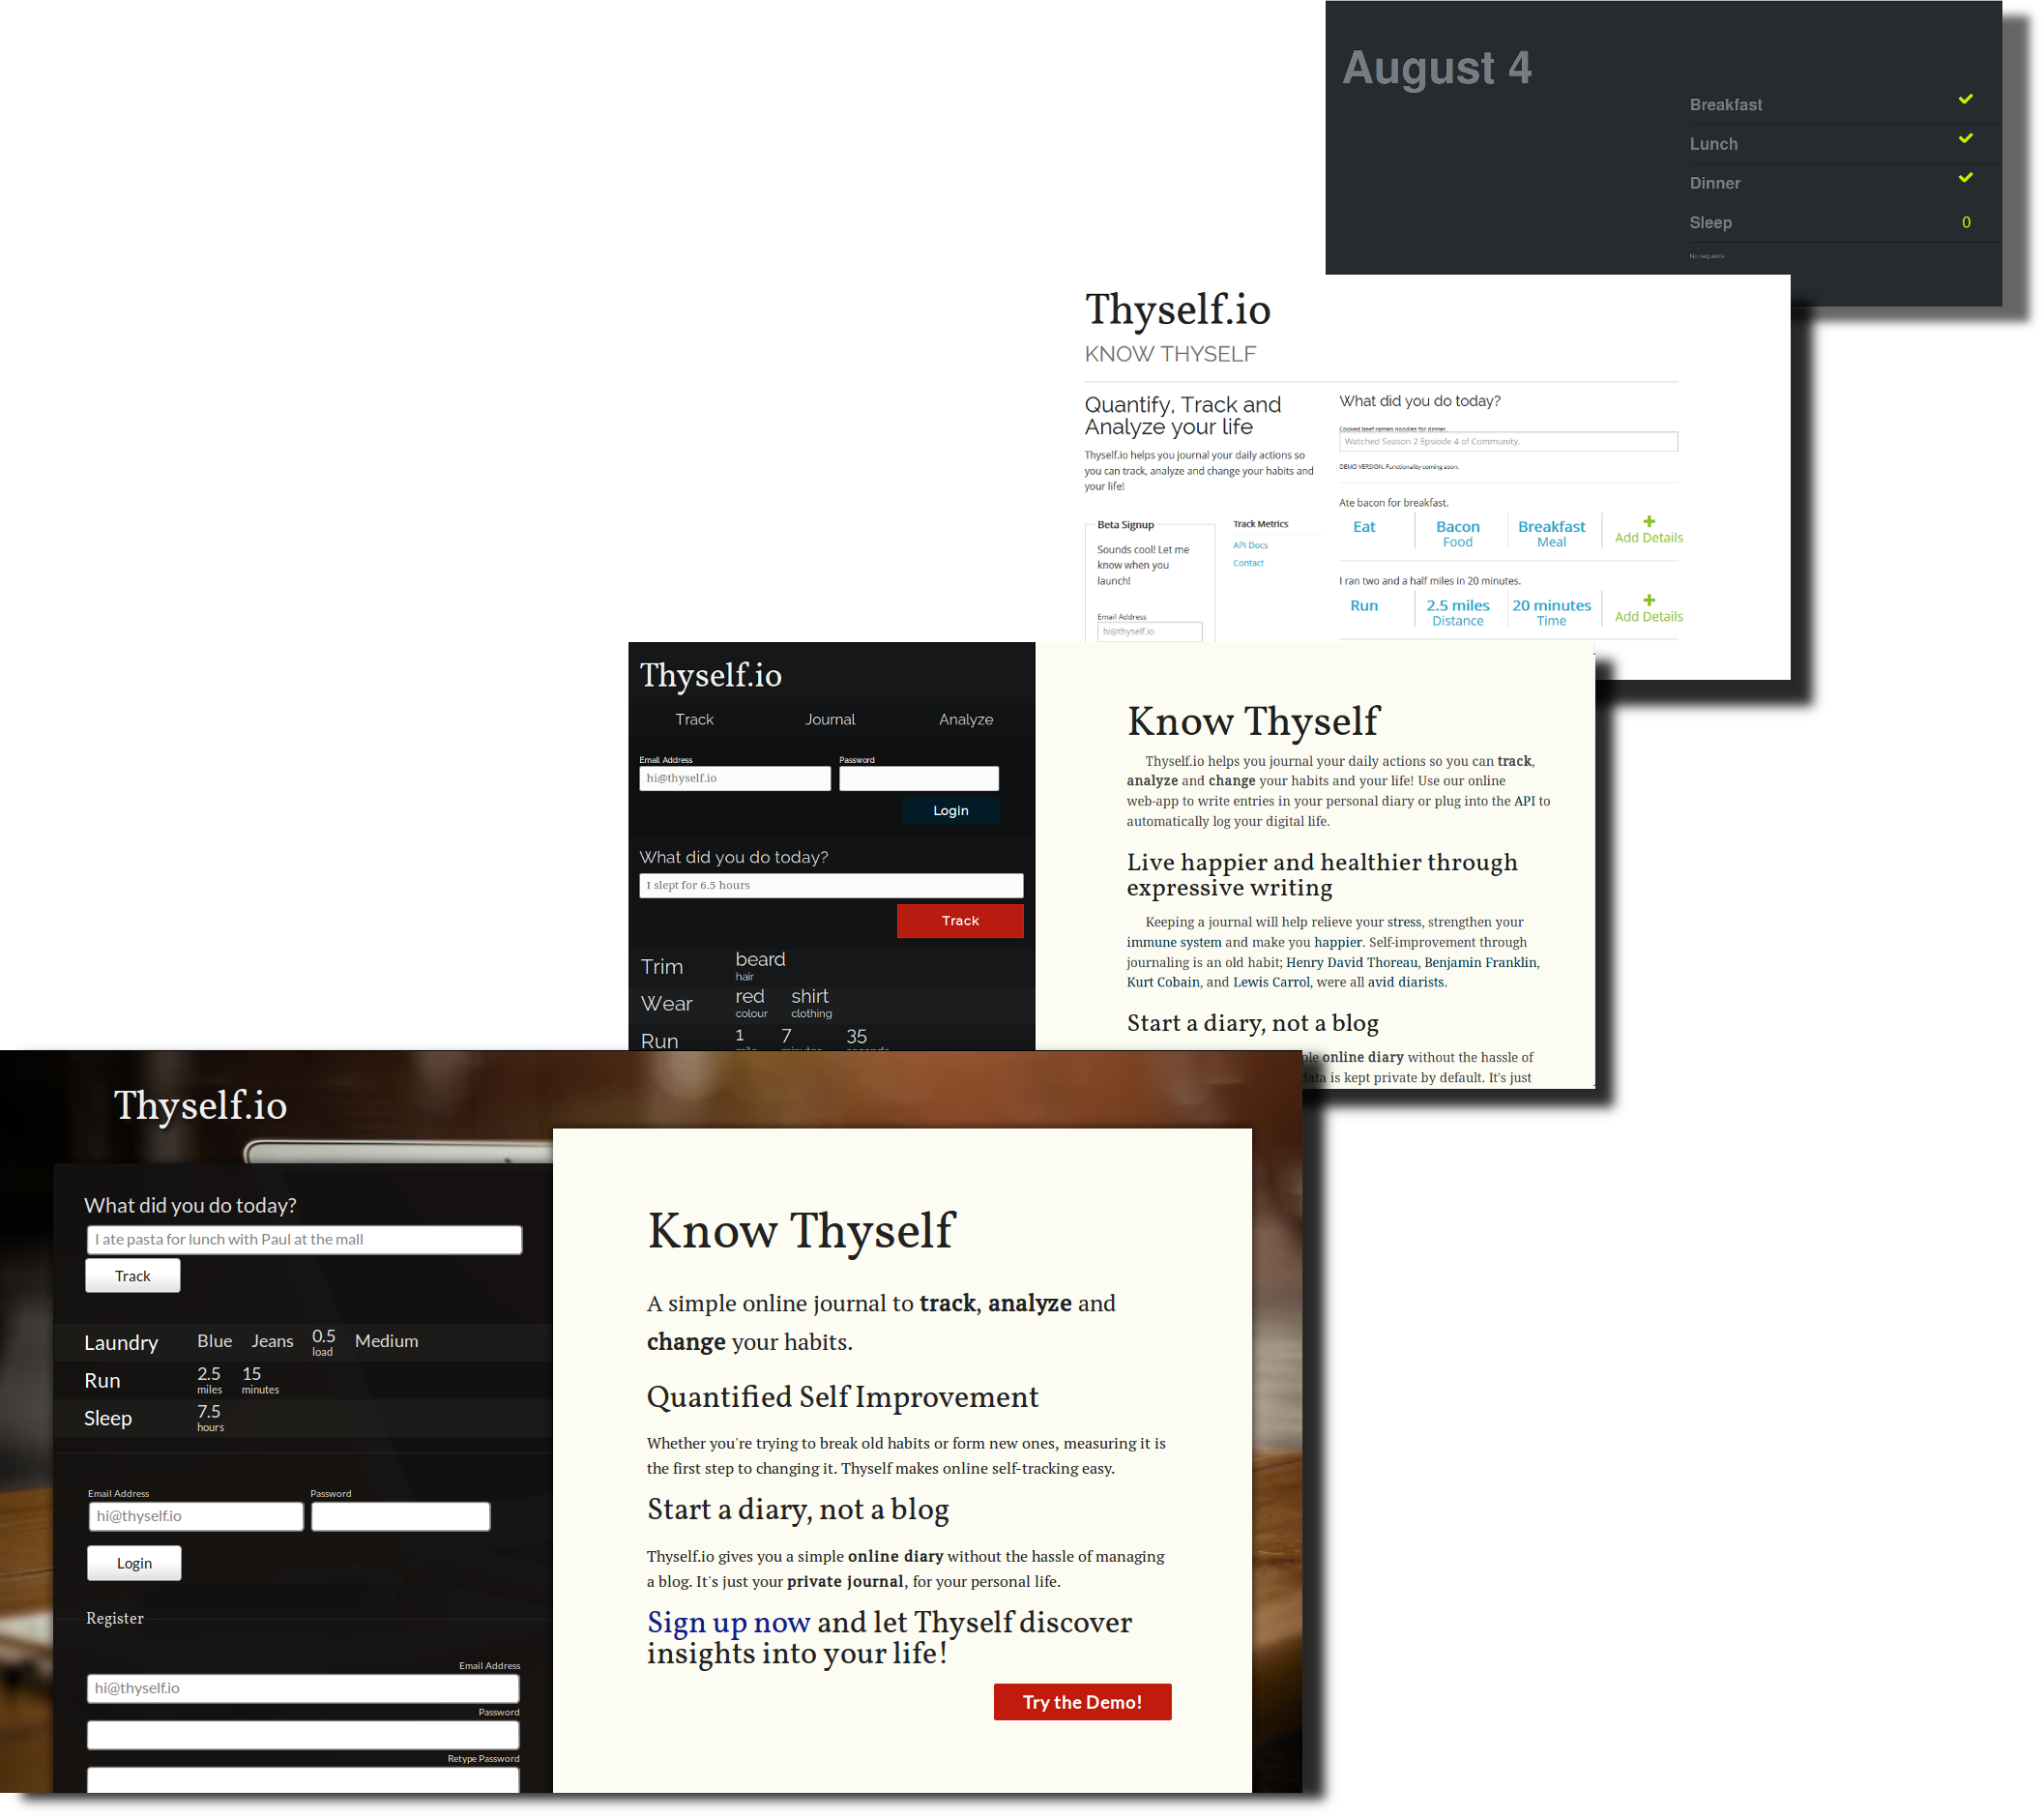 August 4
Breakfast
Lunch
Dinner
Sleep 0
No requests
Thyself.io
KNOW THYSELF
Quantify, Track and
Analyze your life
Thyself.io helps you journal your daily actions so
you can track, analyze and change your habits and
your life!
Beta Signup
Sounds cool! Let me
know when you
launch!
Email Address
hi@thyself.io
Track Metrics
API Docs
Contact
What did you do today?
Cooked beef ramen noodles for dinner.
Watched Season 2 Epsiode 4 of Community.
DEMO VERSION. Functionality coming soon.
Ate bacon for breakfast.
Eat Bacon Breakfast
Food Meal Add Details
I ran two and a half miles in 20 minutes.
Run 2.5 miles 20 minutes
Distance Time Add Details
Thyself.io
Track Journal Analyze
Email Address Password
hi@thyself.io
Login
What did you do today?
I slept for 6.5 hours
Track
Trim beard
hair
Wear red shirt
colour clothing
Run 1 7 35
Know Thyself
Thyself.io helps you journal your daily actions so you can track,
analyze and change your habits and your life! Use our online
web-app to write entries in your personal diary or plug into the API to
automatically log your digital life.
Live happier and healthier through
expressive writing
Keeping a journal will help relieve your stress, strengthen your
immune system and make you happier. Self-improvement through
journaling is an old habit; Henry David Thoreau, Benjamin Franklin,
Kurt Cobain, and Lewis Carrol, were all avid diarists.
Start a diary, not a blog
online diary without the hassle of
data is kept private by default. It's just
Thyself.io
What did you do today?
I ate pasta for lunch with Paul at the mall
Track
Laundry Blue Jeans 0.5 Medium
load
Run 2.5 15
miles minutes
Sleep 7.5
hours
Email Address Password
hi@thyself.io
Login
Register
Email Address
hi@thyself.io
Password
Retype Password
Know Thyself
A simple online journal to track, analyze and
change your habits.
Quantified Self Improvement
Whether you're trying to break old habits or form new ones, measuring it is
the first step to changing it. Thyself makes online self-tracking easy.
Start a diary, not a blog
Thyself.io gives you a simple online diary without the hassle of managing
a blog. It's just your private journal, for your personal life.
Sign up now and let Thyself discover
insights into your life!
Try the Demo!